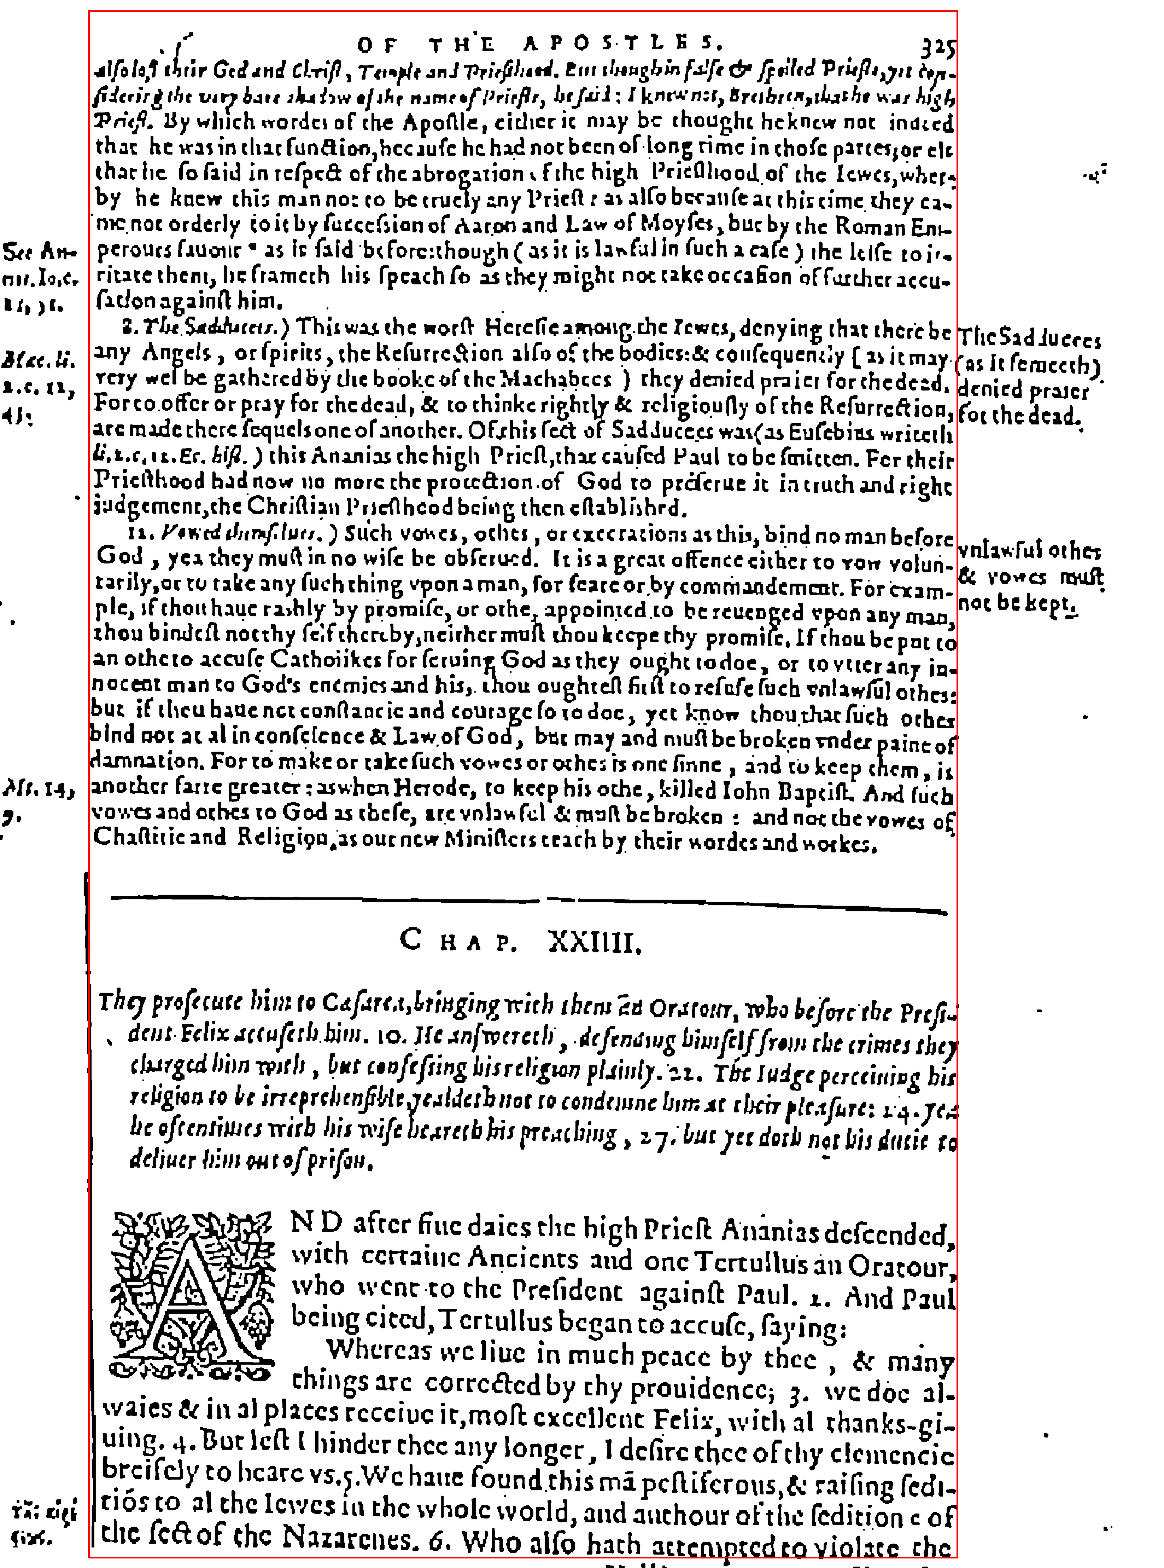 OF THE APOSTLES. 325
also lost their God and Christ, Temple and Priesthood. But though in false & spoiled Priests, yet con-
sidering the very bare shadow of the name of Priests, he said: I knew not, Brethren, that he was high
Priest. By which wordes of the Apostle, either it may be thought he knew not indeed
that he was in that function, because he had not been of long time in those partes; or els
that he so said in respect of the abrogation of the high Priesthood of the Iewes, wher-
by he knew this man not to be truely any Priest: as also because at this time they ca-
me not orderly to it by succession of Aaron and Law of Moyses, but by the Roman Em-
perours fauour * as is said before: though (as it is lawful in such a case) the lesse to ir-
ritate them, he frameth his speach so as they might not take occasion of further accu-
sation against him.
See An-
not. Io. c.
11, 51.
8. The Sadducees.) This was the worst Heresie among the Iewes, denying that there be
any Angels, or spirits, the Resurrection also of the bodies: & consequently (as it may
very wel be gathered by the booke of the Machabees) they denied praier for the dead.
For to offer or pray for the dead, & to thinke rightly & religiously of the Resurrection,
are made there sequels one of another. Of this sect of Sadducees was (as Eusebius writeth
li. 2. c. 12. Ec. hist.) this Ananias the high Priest, that caused Paul to be smitten. For their
Priesthood had now no more the protection of God to preserue it in truth and right
judgement, the Christian Priesthood being then established.
Mac. li.
2. c. 12,
43.
The Sadducees
(as it semeeth)
denied praier
for the dead.
12. Vowed themselues.) Such vowes, othes, or execrations as this, bind no man before
God, yea they must in no wise be obserued. It is a great offence either to vow volun-
tarily, or to take any such thing vpon a man, for feare or by commandement. For exam-
ple, if thou haue rashly by promise, or othe, appointed to be reuenged vpon any man,
thou bindest not thy self thereby, neither must thou keepe thy promise. If thou be put to
an othe to accuse Catholikes for seruing God as they ought to doe, or to vtter any in-
nocent man to God's enemies and his, thou oughtest first to refuse such vnlawful othes:
but if thou haue not constancie and courage so to doe, yet know thou that such othes
bind not at al in conscience & Law of God, but may and must be broken vnder paine of
damnation. For to make or take such vowes or othes is one sinne, and to keep them, is
another farre greater: as when Herode, to keep his othe, killed Iohn Baptist. And such
vowes and othes to God as these, are vnlawful & must be broken: and not the vowes of
Chastitie and Religion, as our new Ministers teach by their wordes and workes.
vnlawful othes
& vowes must
not be kept.
Mt. 14,
9.
CHAP. XXIIII.
They prosecute him to Cæsarea, bringing with them an Oratour, who before the Presi-
dent Felix accuseth him. 10. He answereth, defending himself from the crimes they
charged him with, but confessing his religion plainly. 22. The Iudge perceiuing his
religion to be irreprehensible, yealdeth not to condemne him at their pleasure: 24. yea
he oftentimes with his wife heareth his preaching, 27. but yet doth not his dutie to
deliuer him out of prison.
AND after fiue daies the high Priest Ananias descended,
with certaine Ancients and one Tertullus an Oratour,
who went to the President against Paul. 2. And Paul
being cited, Tertullus began to accuse, saying:
Whereas we liue in much peace by thee, & many
things are corrected by thy prouidence; 3. we doe al-
waies & in al places receiue it, most excellent Felix, with al thanks-gi-
uing. 4. But lest I hinder thee any longer, I desire thee of thy clemencie
breifely to heare vs. 5. We haue found this mã pestiferous, & raising sedi-
tiõs to al the Iewes in the whole world, and authour of the sedition of
the sect of the Nazarenes. 6. Who also hath attempted to violate the